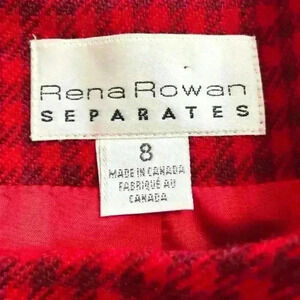 Rena Rowan
SEPARATES
8
MADE IN CANADA
FABRIQUÉ AU
CANADA